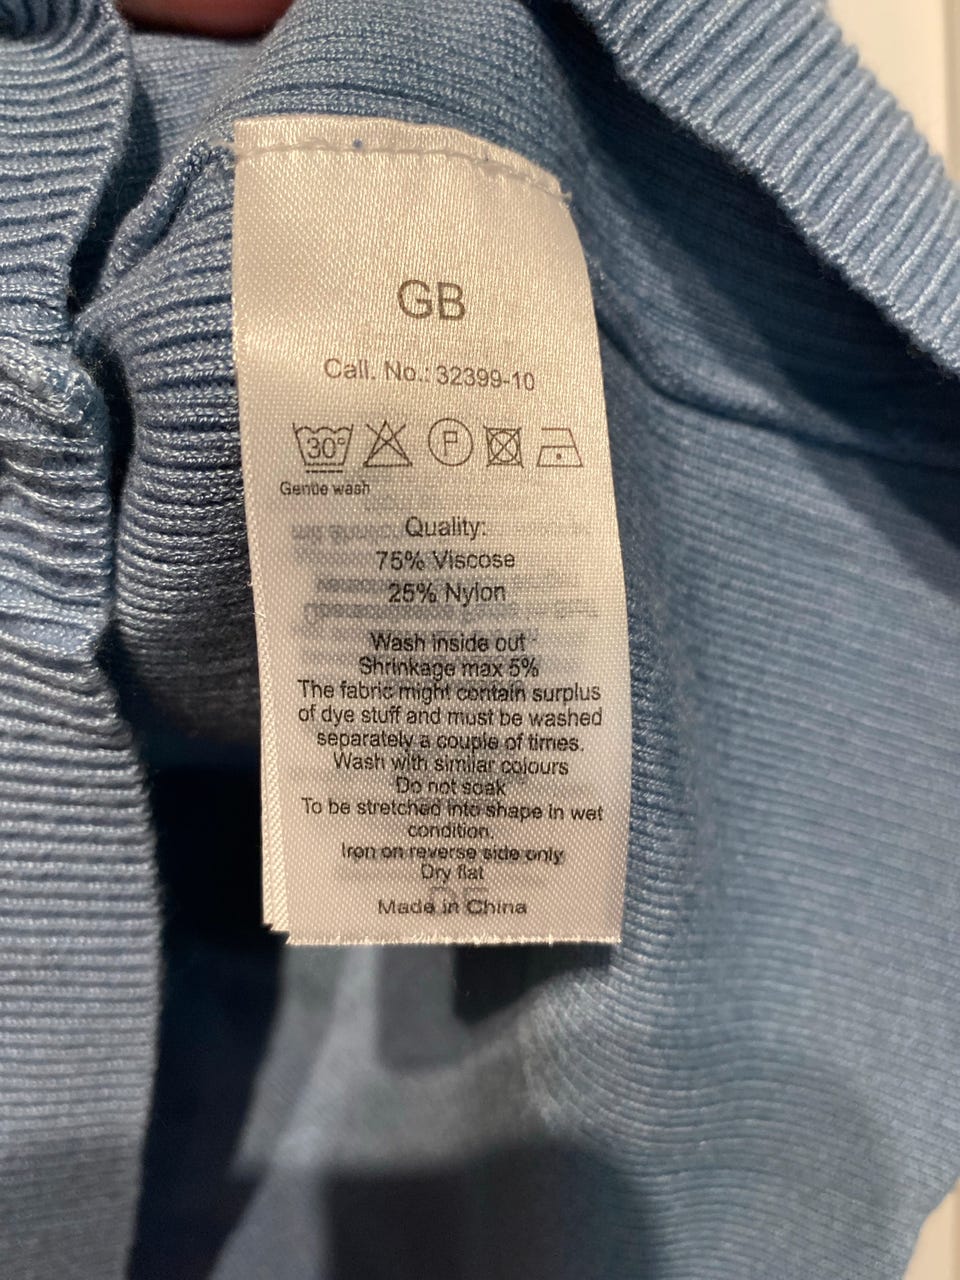 GB
Call. No.: 32399-10
30° P
Gentle wash
Quality:
75% Viscose
25% Nylon
Wash inside out
Shrinkage max 5%
The fabric might contain surplus
of dye stuff and must be washed
separately a couple of times.
Wash with similar colours
Do not soak
To be stretched into shape in wet
condition.
Iron on reverse side only
Dry flat
Made in China